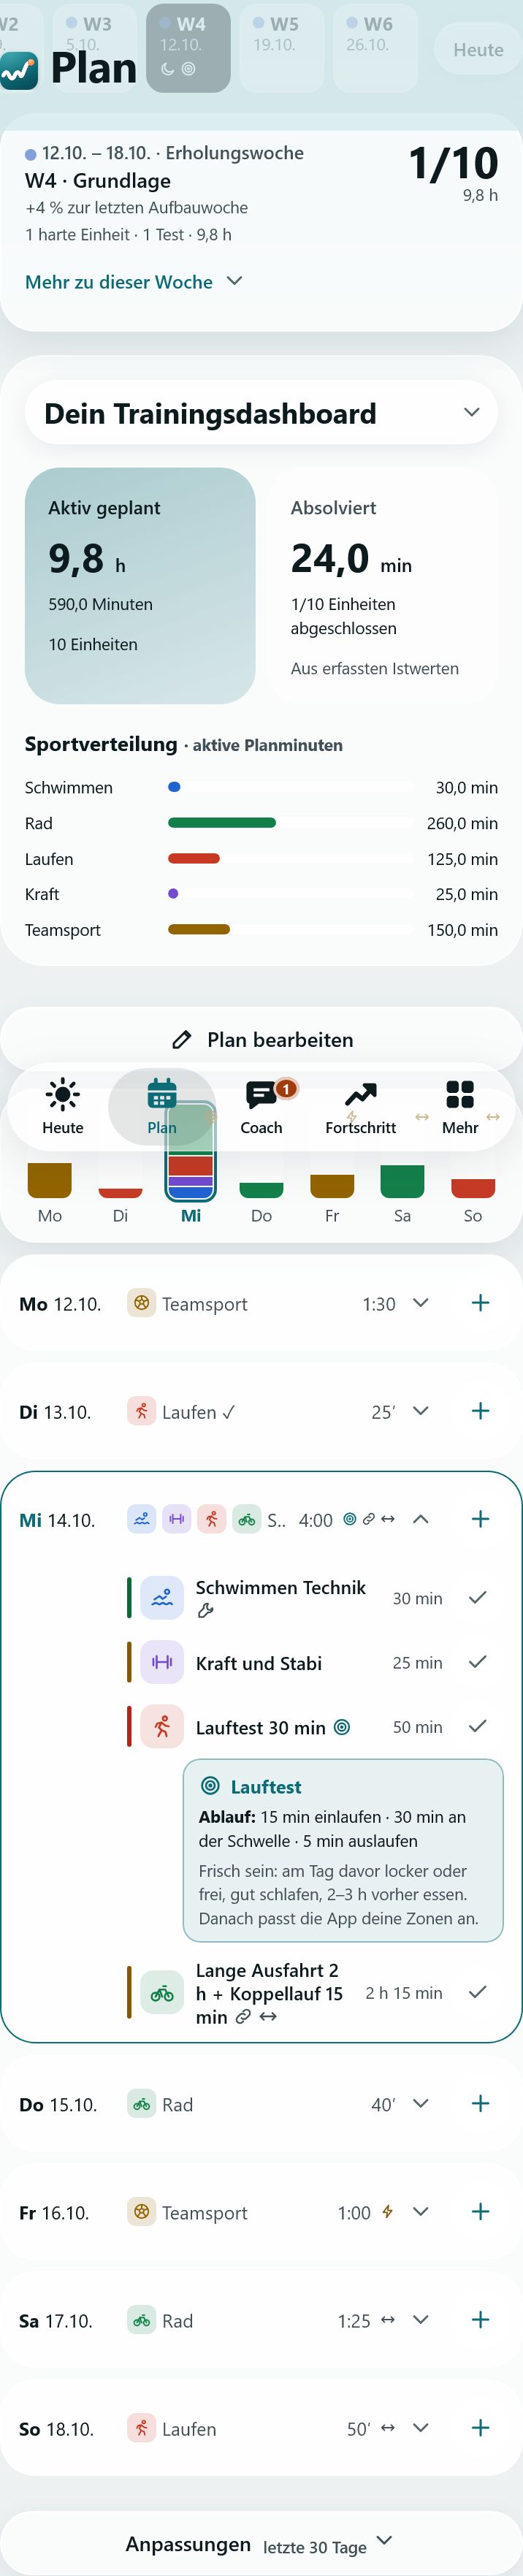 W2 W3 W4 W5 W6
5.10. 12.10. 19.10. 26.10. Heute
Plan
12.10. – 18.10. · Erholungswoche
1/10
W4 · Grundlage
9,8 h
+4 % zur letzten Aufbauwoche
1 harte Einheit · 1 Test · 9,8 h
Mehr zu dieser Woche
Dein Trainingsdashboard
Aktiv geplant
9,8 h
590,0 Minuten
10 Einheiten
Absolviert
24,0 min
1/10 Einheiten
abgeschlossen
Aus erfassten Istwerten
Sportverteilung · aktive Planminuten
Schwimmen 30,0 min
Rad 260,0 min
Laufen 125,0 min
Kraft 25,0 min
Teamsport 150,0 min
Plan bearbeiten
1
Heute Plan Coach Fortschritt Mehr
Mo Di Mi Do Fr Sa So
Mo 12.10. Teamsport 1:30
Di 13.10. Laufen ✓ 25′
Mi 14.10. S.. 4:00
Schwimmen Technik 30 min
Kraft und Stabi 25 min
Lauftest 30 min 50 min
Lauftest
Ablauf: 15 min einlaufen · 30 min an
der Schwelle · 5 min auslaufen
Frisch sein: am Tag davor locker oder
frei, gut schlafen, 2–3 h vorher essen.
Danach passt die App deine Zonen an.
Lange Ausfahrt 2
h + Koppellauf 15 2 h 15 min
min
Do 15.10. Rad 40′
Fr 16.10. Teamsport 1:00
Sa 17.10. Rad 1:25
So 18.10. Laufen 50′
Anpassungen letzte 30 Tage